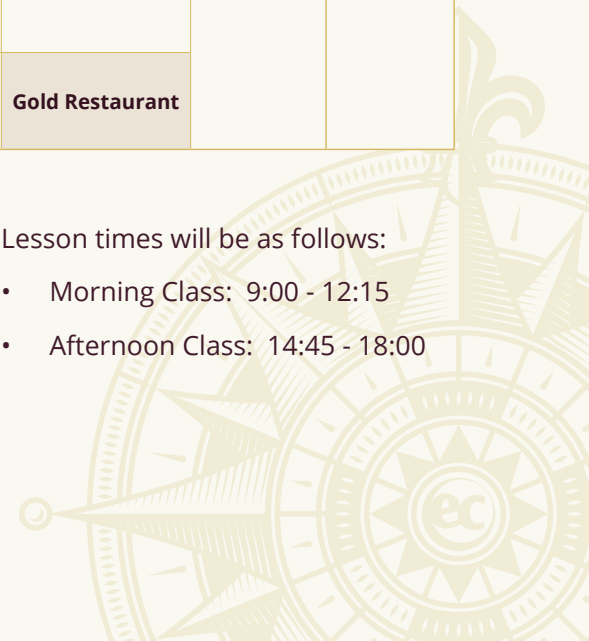 Gold Restaurant
Lesson times will be as follows:
• Morning Class: 9:00 - 12:15
• Afternoon Class: 14:45 - 18:00
ec